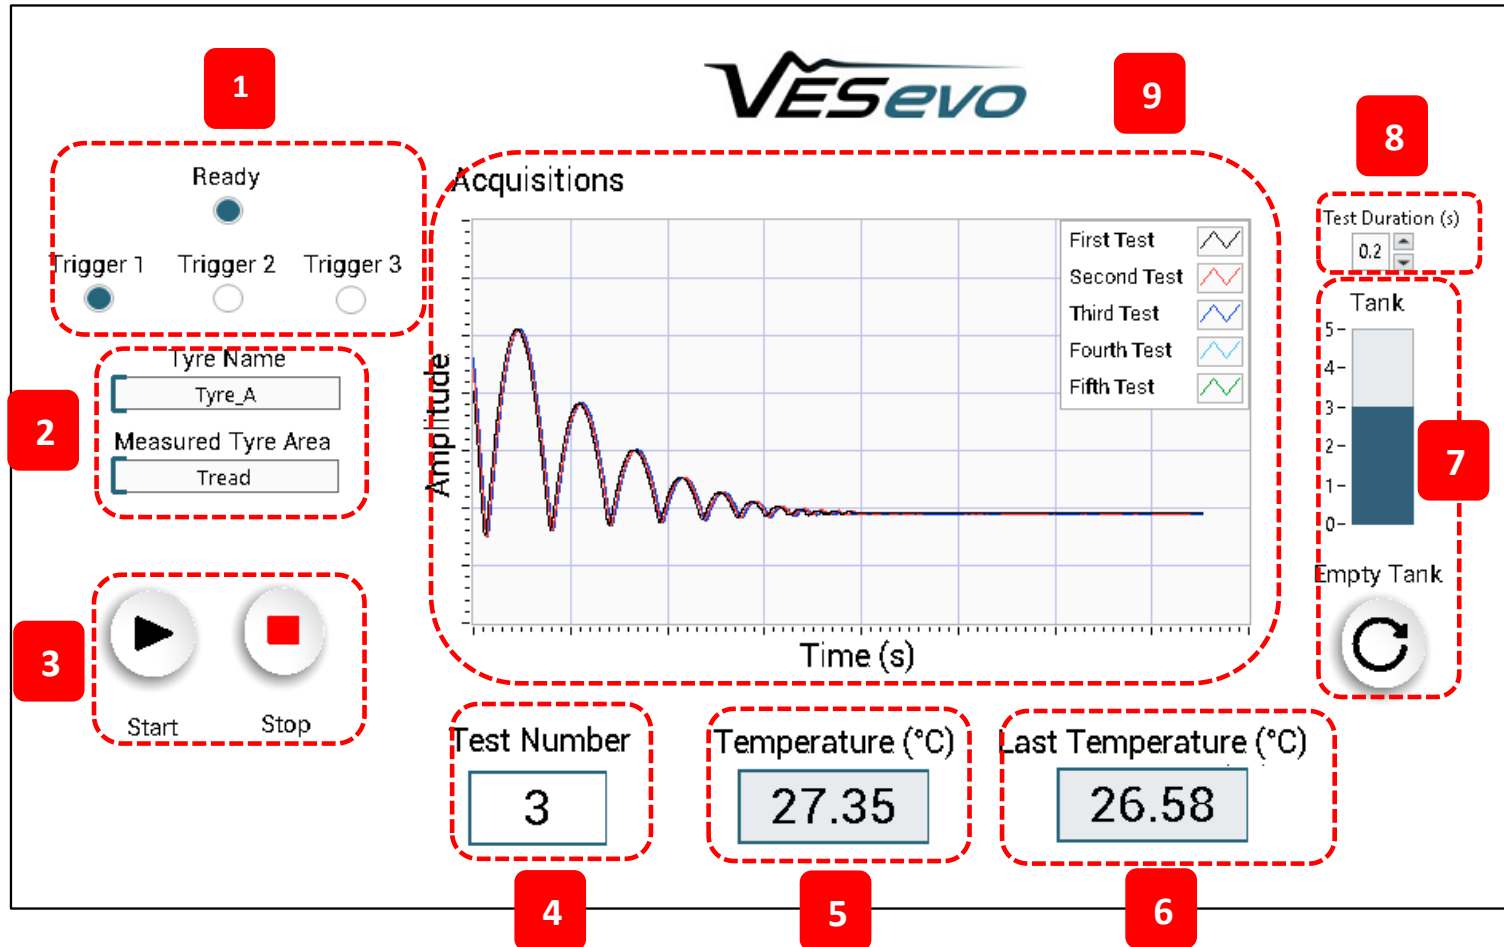 1
VESevo
9
8
Ready
Trigger 1 Trigger 2 Trigger 3
Acquisitions
First Test
Second Test
Third Test
Fourth Test
Fifth Test
Amplitude
Time (s)
Test Duration (s)
0.2
Tank
5
4
3
2
1
0
7
Empty Tank
2
Tyre Name
Tyre_A
Measured Tyre Area
Tread
3
Start Stop
Test Number
3
Temperature (°C)
27.35
Last Temperature (°C)
26.58
4
5
6